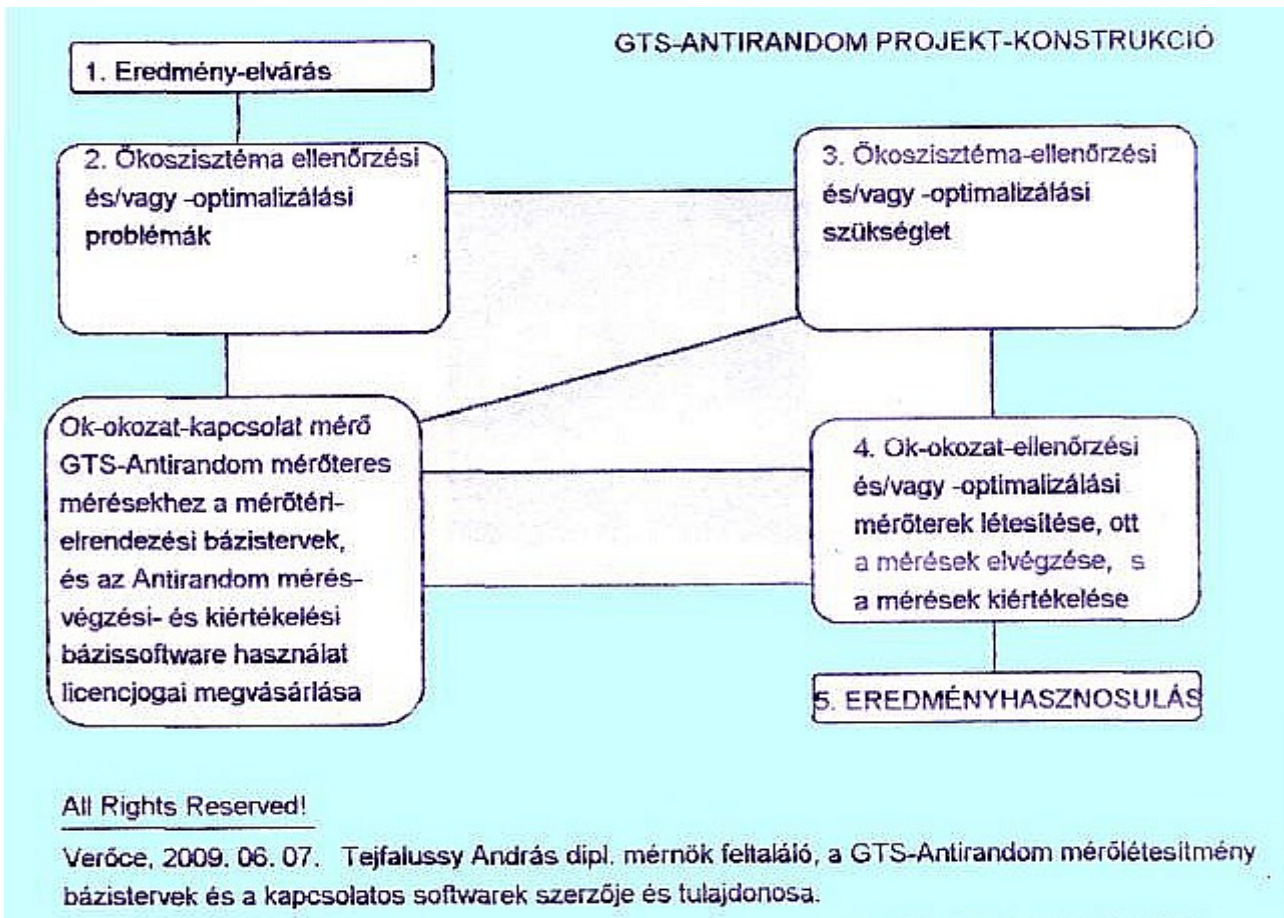 GTS-ANTIRANDOM PROJEKT-KONSTRUKCIÓ
1. Eredmény-elvárás
2. Ökoszisztéma ellenőrzési
és/vagy -optimalizálási
problémák
3. Ökoszisztéma-ellenőrzési
és/vagy -optimalizálási
szükséglet
Ok-okozat-kapcsolat mérő
GTS-Antirandom mérőteres
mérésekhez a mérőtéri-
elrendezési bázistervek,
és az Antirandom mérés-
végzési- és kiértékelési
bázissoftware használat
licencjogai megvásárlása
4. Ok-okozat-ellenőrzési
és/vagy -optimalizálási
mérőterek létesítése, ott
a mérések elvégzése, s
a mérések kiértékelése
5. EREDMÉNYHASZNOSULÁS
All Rights Reserved!
Verőce, 2009. 06. 07. Tejfalussy András dipl. mérnök feltaláló, a GTS-Antirandom mérőlétesítmény
bázistervek és a kapcsolatos softwarek szerzője és tulajdonosa.